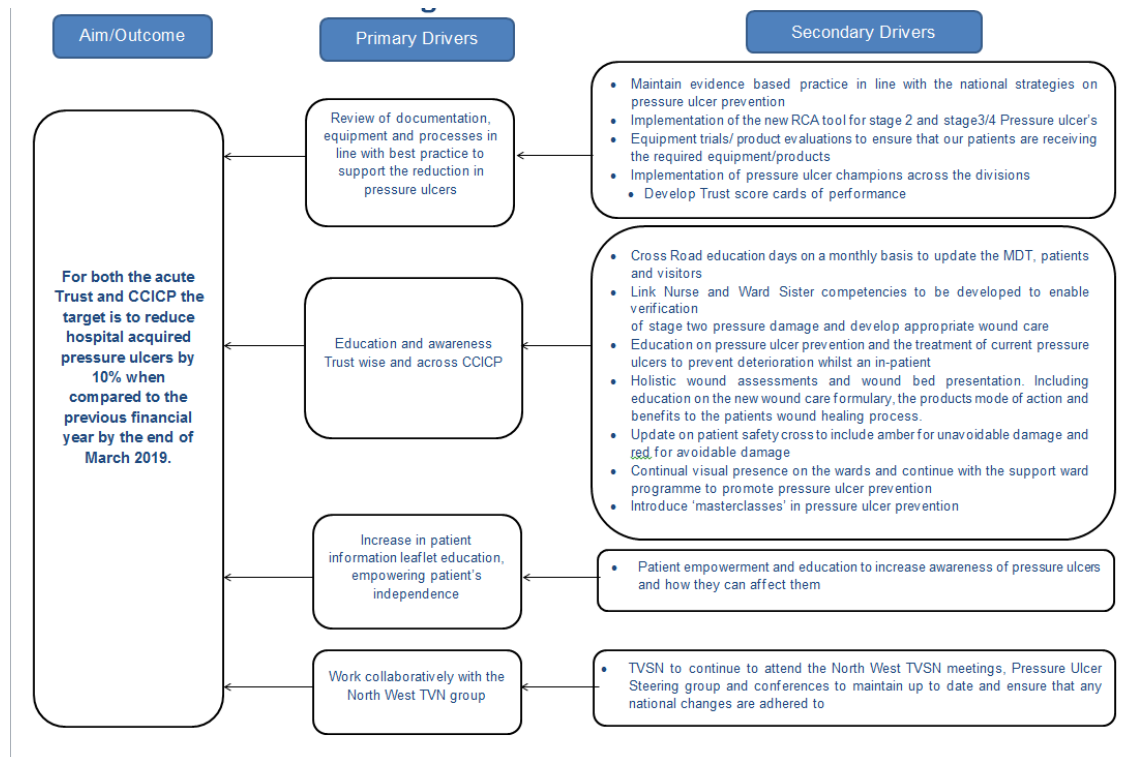 Aim/Outcome
Primary Drivers
Secondary Drivers
For both the acute
Trust and CCICP the
target is to reduce
hospital acquired
pressure ulcers by
10% when
compared to the
previous financial
year by the end of
March 2019.
Review of documentation,
equipment and processes in
line with best practice to
support the reduction in
pressure ulcers
• Maintain evidence based practice in line with the national strategies on
pressure ulcer prevention
• Implementation of the new RCA tool for stage 2 and stage3/4 Pressure ulcer's
• Equipment trials/ product evaluations to ensure that our patients are receiving
the required equipment/products
• Implementation of pressure ulcer champions across the divisions
• Develop Trust score cards of performance
Education and awareness
Trust wise and across CCICP
• Cross Road education days on a monthly basis to update the MDT, patients
and visitors
• Link Nurse and Ward Sister competencies to be developed to enable
verification
of stage two pressure damage and develop appropriate wound care
• Education on pressure ulcer prevention and the treatment of current pressure
ulcers to prevent deterioration whilst an in-patient
• Holistic wound assessments and wound bed presentation. Including
education on the new wound care formulary, the products mode of action and
benefits to the patients wound healing process.
• Update on patient safety cross to include amber for unavoidable damage and
red for avoidable damage
• Continual visual presence on the wards and continue with the support ward
programme to promote pressure ulcer prevention
• Introduce 'masterclasses' in pressure ulcer prevention
Increase in patient
information leaflet education,
empowering patient's
independence
• Patient empowerment and education to increase awareness of pressure ulcers
and how they can affect them
Work collaboratively with the
North West TVN group
• TVSN to continue to attend the North West TVSN meetings, Pressure Ulcer
Steering group and conferences to maintain up to date and ensure that any
national changes are adhered to